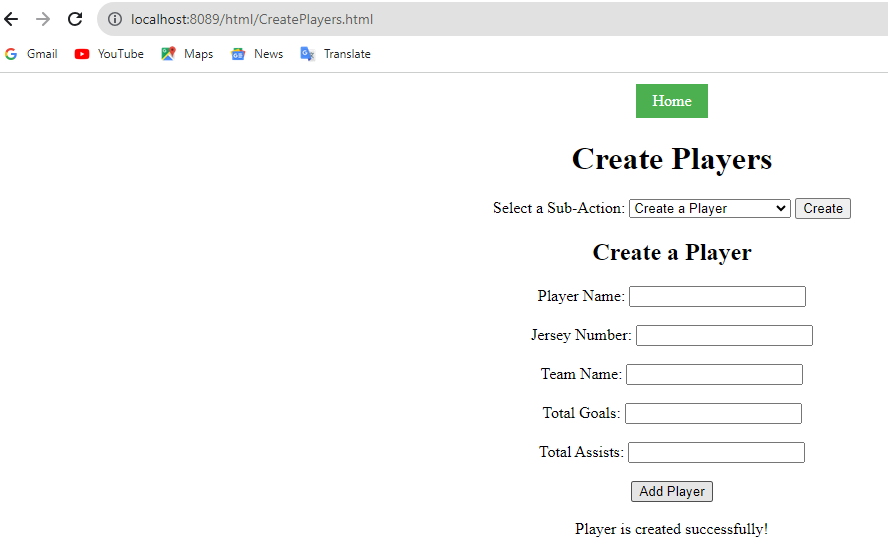 localhost:8089/html/CreatePlayers.html
Gmail YouTube Maps News Translate
Home
Create Players
Select a Sub-Action: Create a Player Create
Create a Player
Player Name:
Jersey Number:
Team Name:
Total Goals:
Total Assists:
Add Player
Player is created successfully!